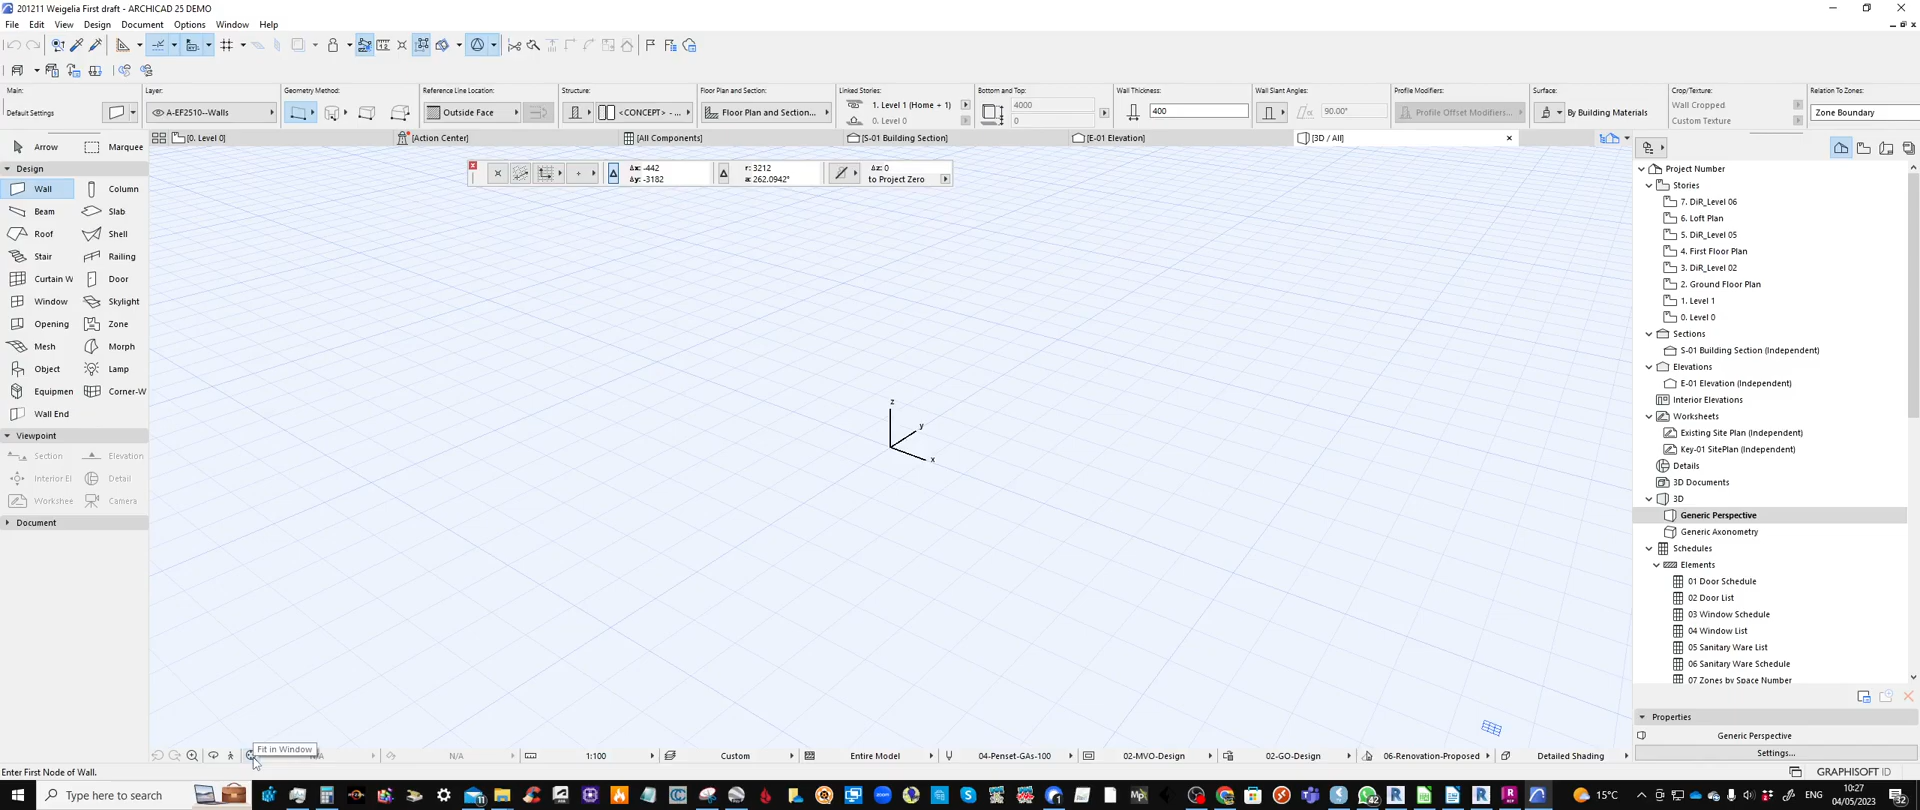 201211 Weigelia First draft - ARCHICAD 25 DEMO
File Edit View Design Document Options Window Help
Main: Layer: Geometry Method: Reference Line Location: Structure: Floor Plan and Section: Linked Stories: Bottom and Top: Wall Thickness: Wall Slant Angles: Profile Modifiers: Surface: Crop/Texture: Relation To Zones:
Default Settings A-EF2510--Walls Outside Face <CONCEPT> - ... Floor Plan and Section... 1. Level 1 (Home + 1) 4000 400 90.00° Profile Offset Modifiers... By Building Materials Wall Cropped Zone Boundary
0. Level 0 0 Custom Texture
[0. Level 0] [Action Center] [All Components] [S-01 Building Section] [E-01 Elevation] [3D / All]
Arrow Marquee
Design
Wall Column
Beam Slab
Roof Shell
Stair Railing
Curtain W Door
Window Skylight
Opening Zone
Mesh Morph
Object Lamp
Equipmen Corner-W
Wall End
Viewpoint
Section Elevation
Interior El Detail
Workshee Camera
Document
Δx: -442 r: 3212 Δz: 0
Δy: -3182 a: 262.0942° to Project Zero
z
y
x
Project Number
Stories
7. DiR_Level 06
6. Loft Plan
5. DiR_Level 05
4. First Floor Plan
3. DiR_Level 02
2. Ground Floor Plan
1. Level 1
0. Level 0
Sections
S-01 Building Section (Independent)
Elevations
E-01 Elevation (Independent)
Interior Elevations
Worksheets
Existing Site Plan (Independent)
Key-01 SitePlan (Independent)
Details
3D Documents
3D
Generic Perspective
Generic Axonometry
Schedules
Elements
01 Door Schedule
02 Door List
03 Window Schedule
04 Window List
05 Sanitary Ware List
06 Sanitary Ware Schedule
07 Zones by Space Number
Properties
Generic Perspective
Settings...
Fit in Window
N/A N/A 1:100 Custom Entire Model 04-Penset-GAs-100 02-MVO-Design 02-GO-Design 06-Renovation-Proposed Detailed Shading
Enter First Node of Wall.
GRAPHISOFT ID
Type here to search
15°C ENG 10:27
04/05/2023